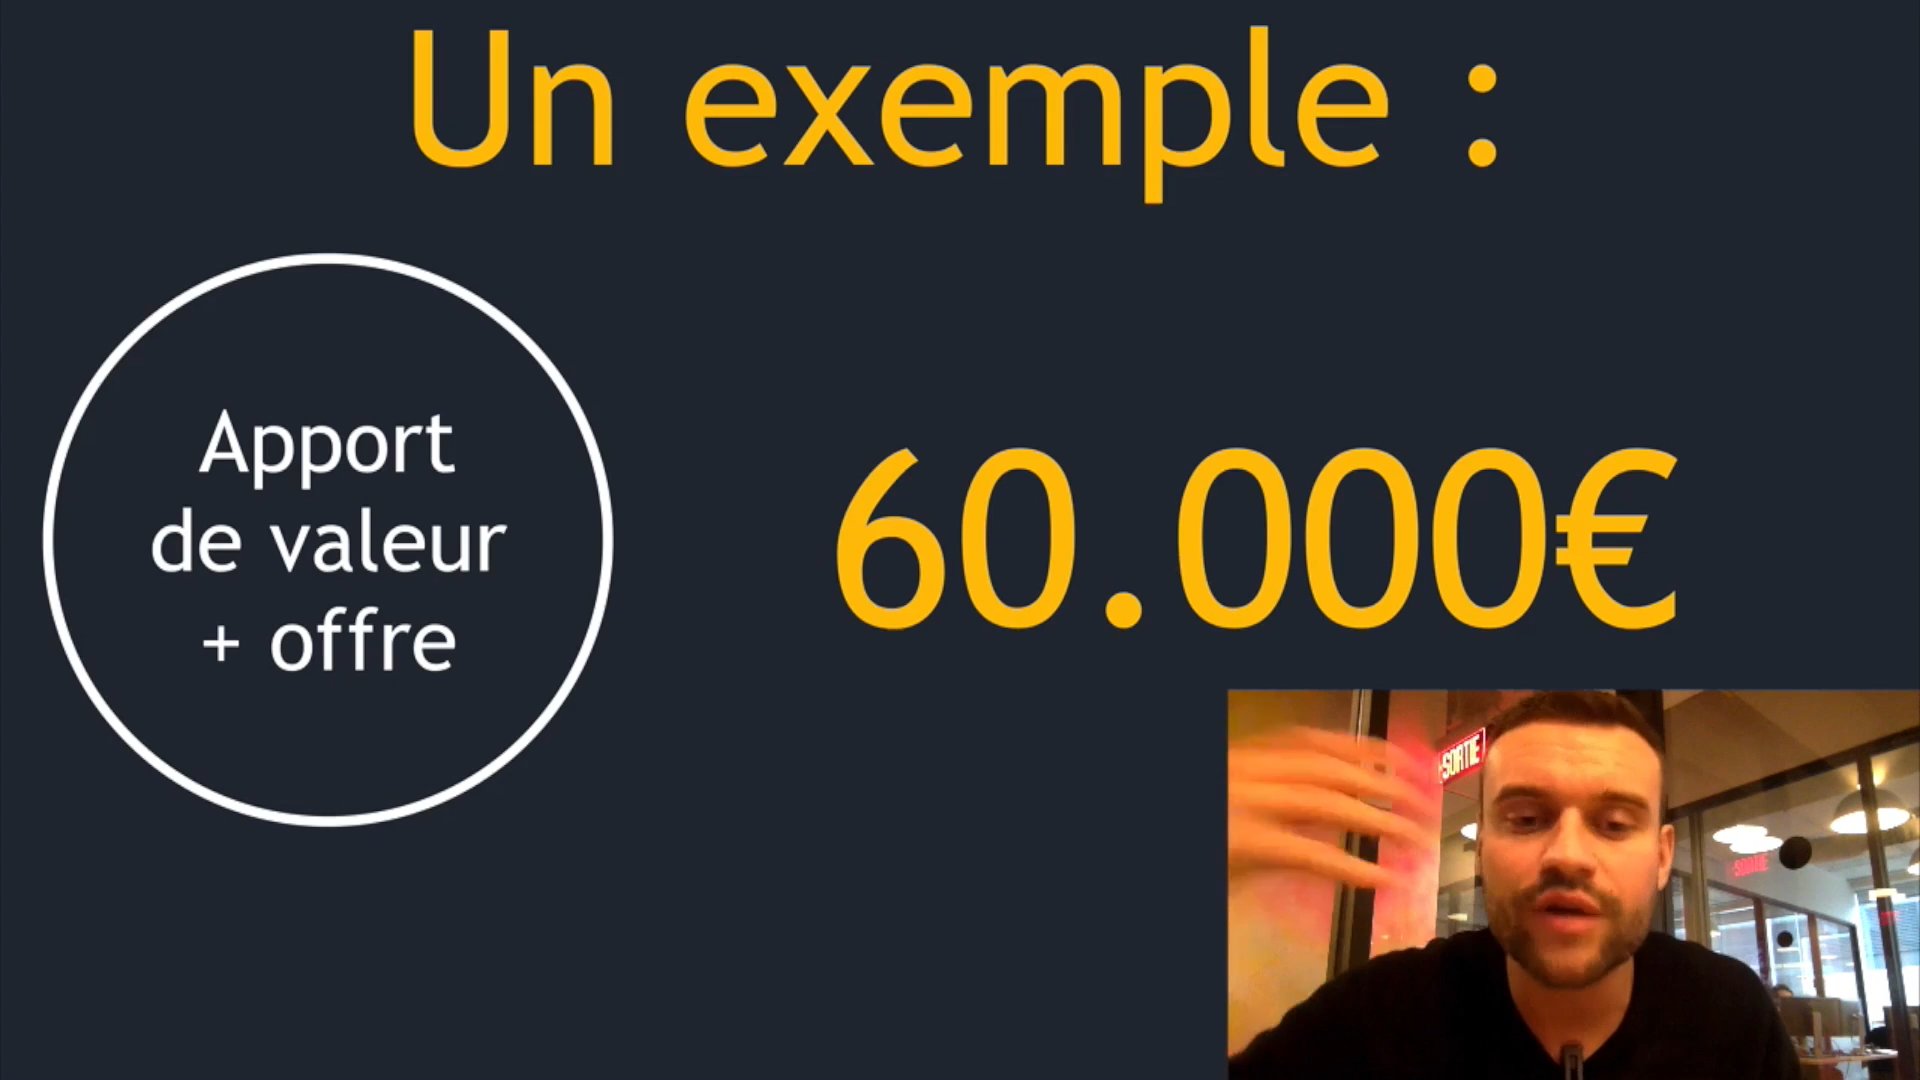 Un exemple :
Apport
de valeur
+ offre
60.000€
SORTIE